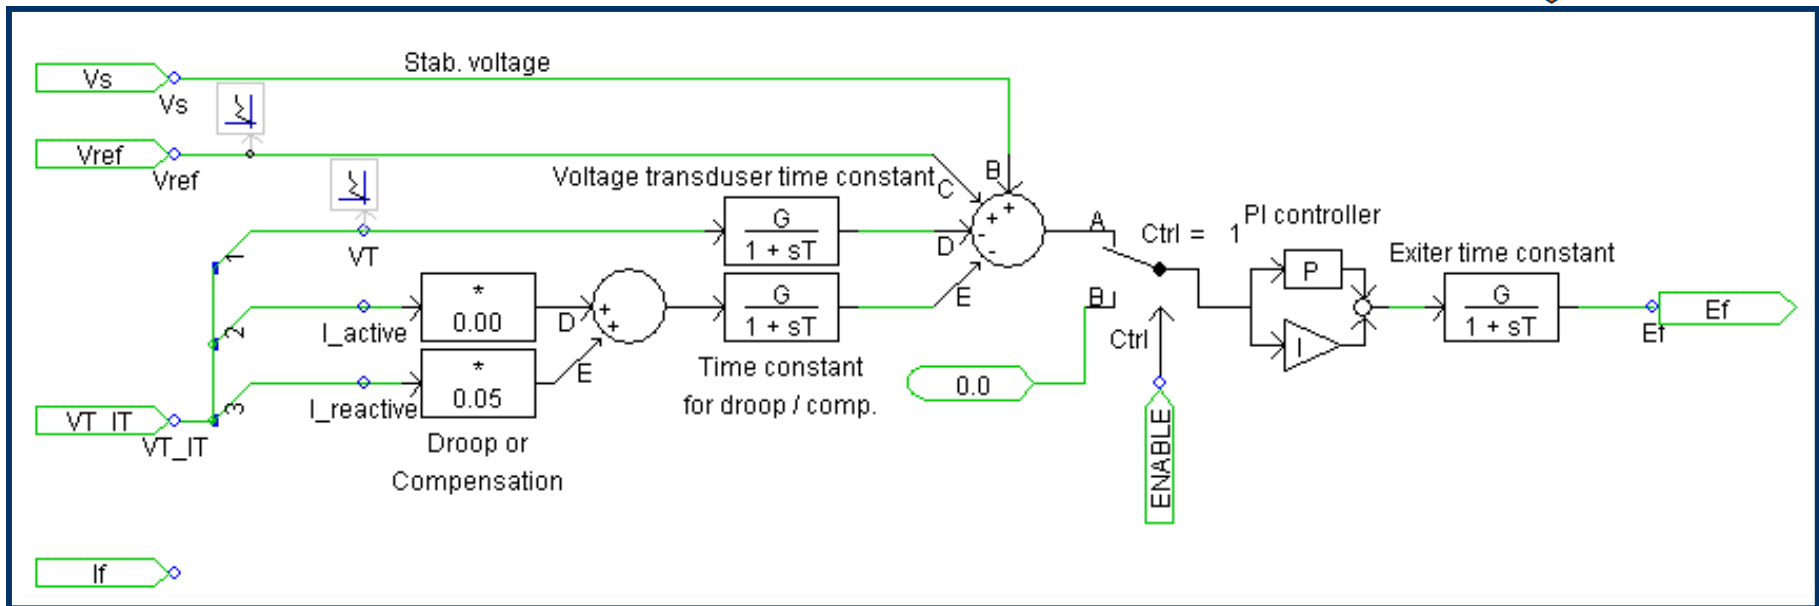 Vs
Vs
Stab. voltage
Vref
Vref
Voltage transduser time constant
C
B
+
+
-
-
D
E
G
1 + sT
VT
1
2
3
I_active
*
0.00
D
+
+
E
G
1 + sT
I_reactive
*
0.05
Time constant
for droop / comp.
VT_IT
VT_IT
Droop or
Compensation
A
Ctrl = 1
B
Ctrl
0.0
ENABLE
PI controller
P
I
Exiter time constant
G
1 + sT
Ef
Ef
If